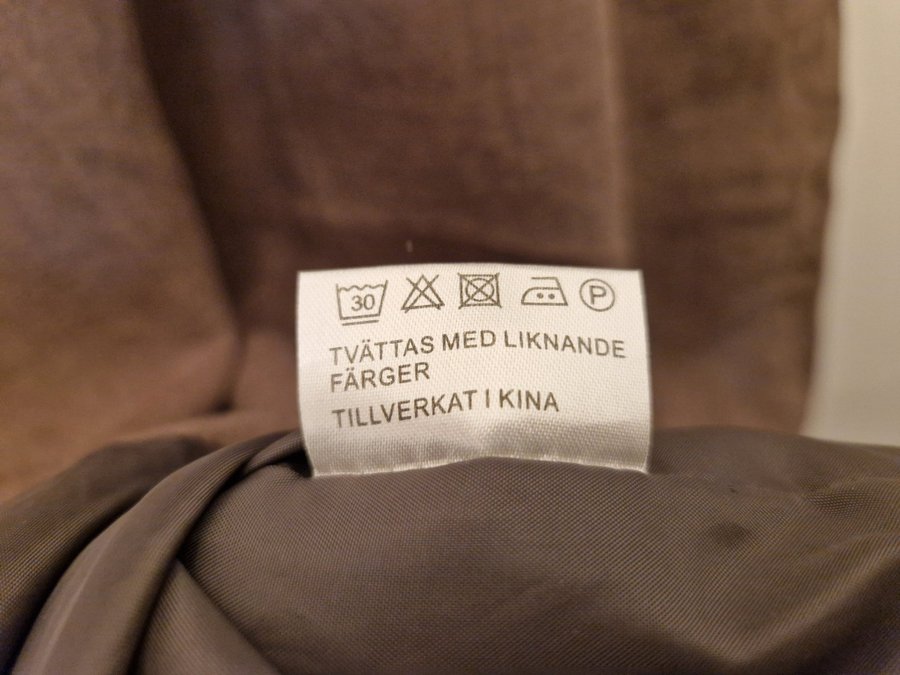 30 P
TVÄTTAS MED LIKNANDE
FÄRGER
TILLVERKAT I KINA